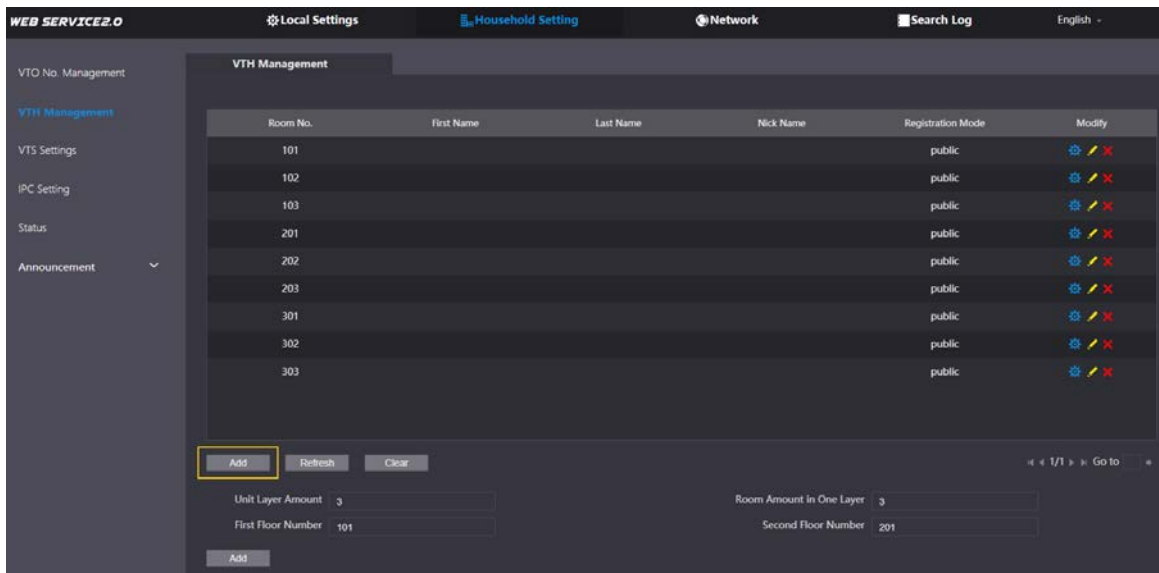 WEB SERVICE2.0 Local Settings Household Setting Network Search Log English
VTO No. Management
VTH Management
VTS Settings
IPC Setting
Status
Announcement
VTH Management
Room No. First Name Last Name Nick Name Registration Mode Modify
101 public
102 public
103 public
201 public
202 public
203 public
301 public
302 public
303 public
Add Refresh Clear 1/1 Go to
Unit Layer Amount 3 Room Amount in One Layer 3
First Floor Number 101 Second Floor Number 201
Add